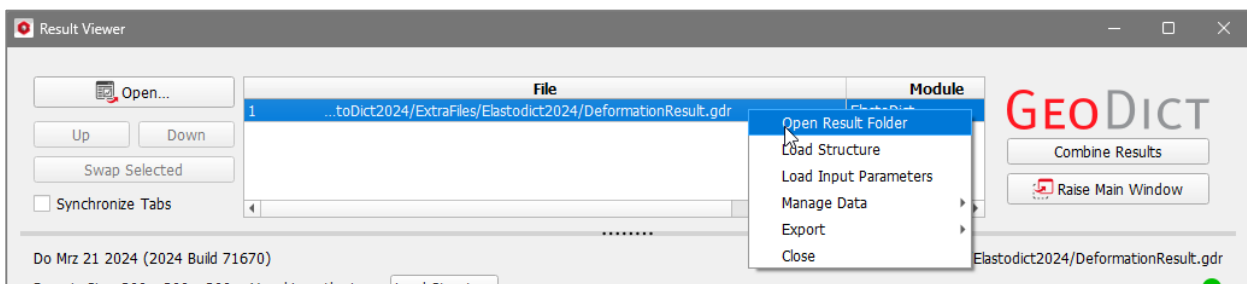 Result Viewer
Open...
File
Module
1
...toDict2024/ExtraFiles/Elastodict2024/DeformationResult.gdr
Up
Down
Swap Selected
Synchronize Tabs
Open Result Folder
Load Structure
Load Input Parameters
Manage Data
Export
Close
GEODICT
Combine Results
Raise Main Window
Do Mrz 21 2024 (2024 Build 71670)
Elastodict2024/DeformationResult.gdr